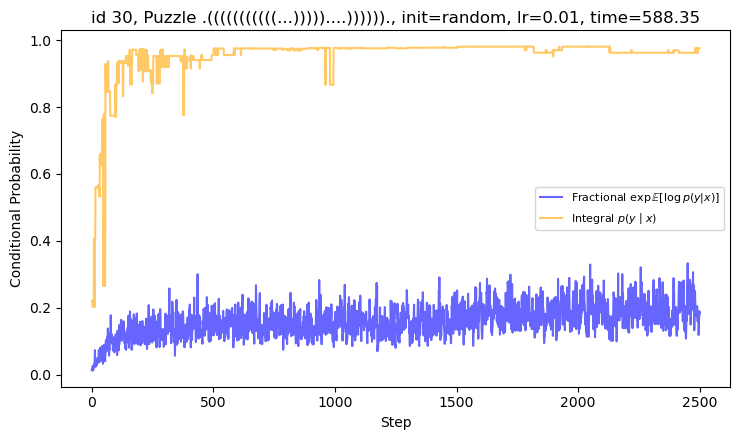 id 30, Puzzle .(((((((((((...)))))....))))))., init=random, lr=0.01, time=588.35
Conditional Probability
1.0
0.8
0.6
0.4
0.2
0.0
Fractional exp𝔼[log p(y|x)]
Integral p(y | x)
0 500 1000 1500 2000 2500
Step